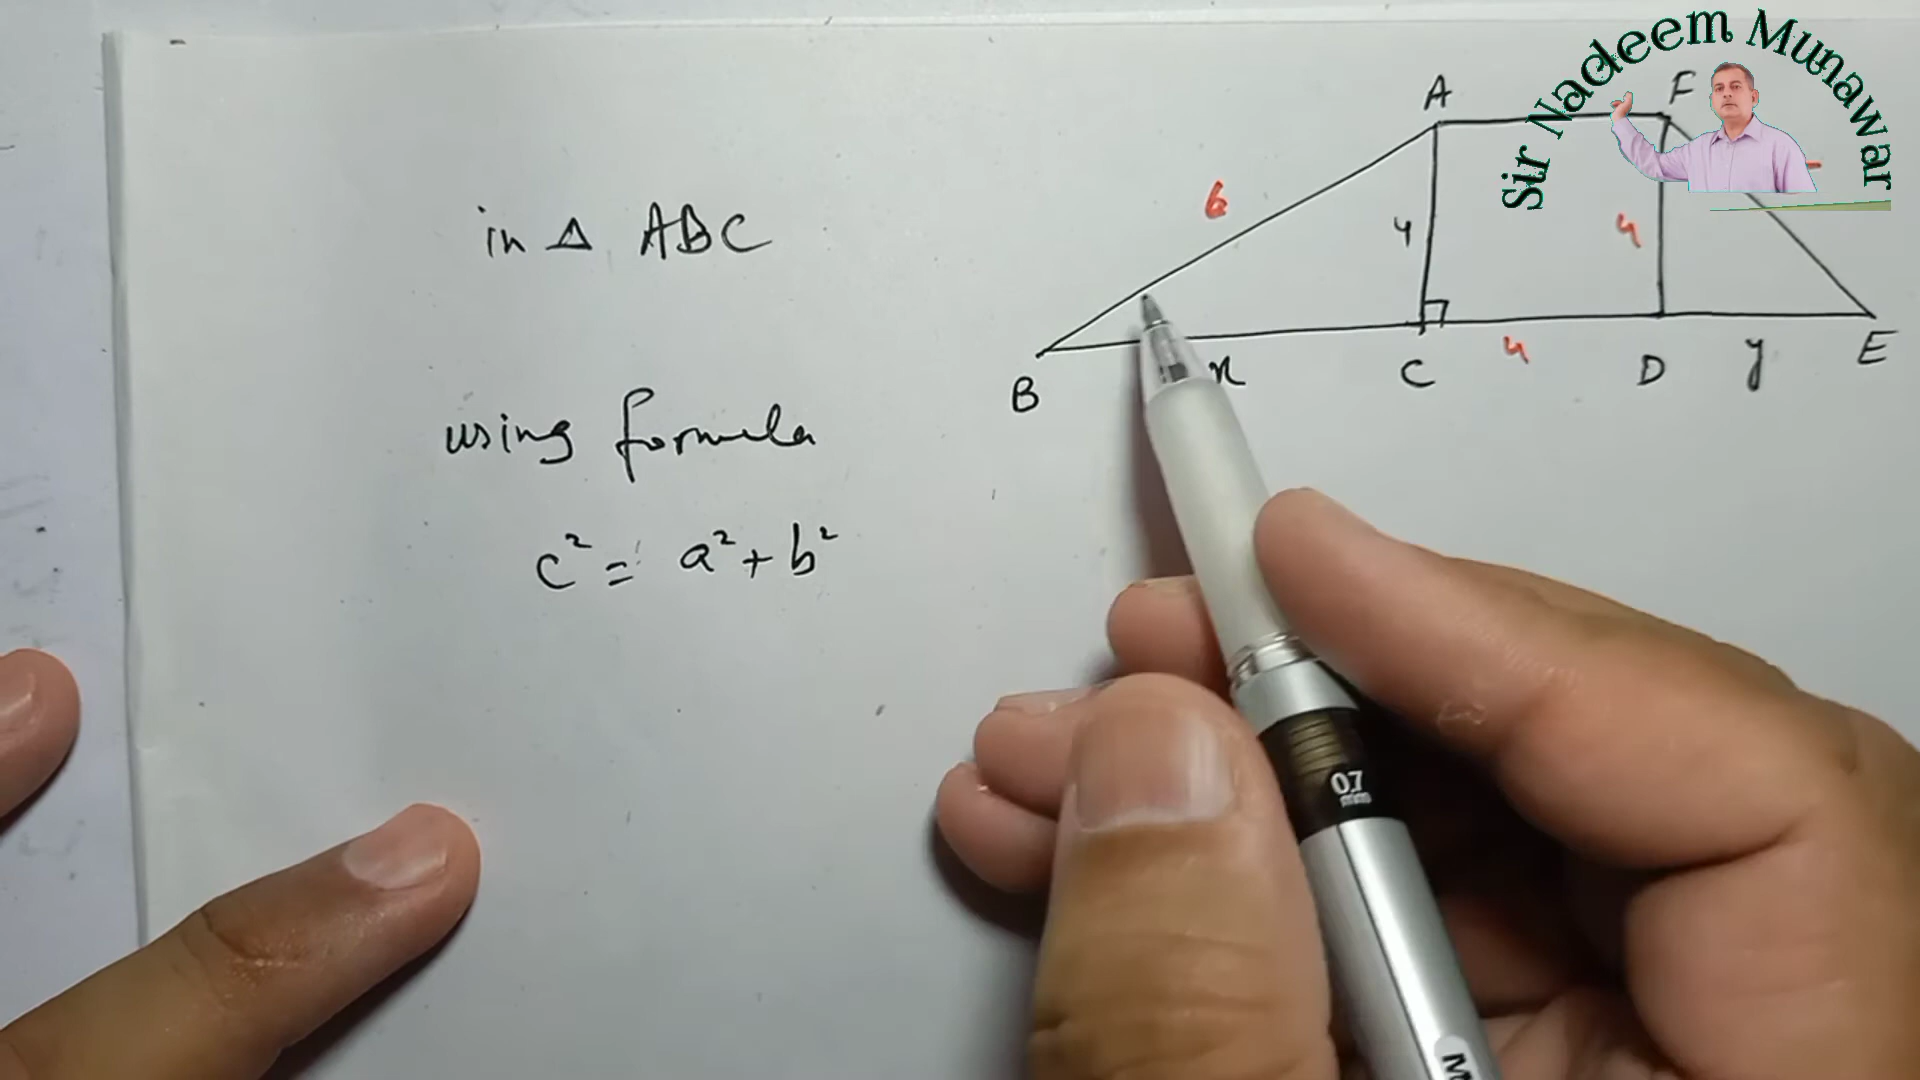 Sir Nadeem Munawar
A F
6
4 4
B x C 4 D y E
in Δ ABC
using formula
c² = a² + b²
0.7
mm
M